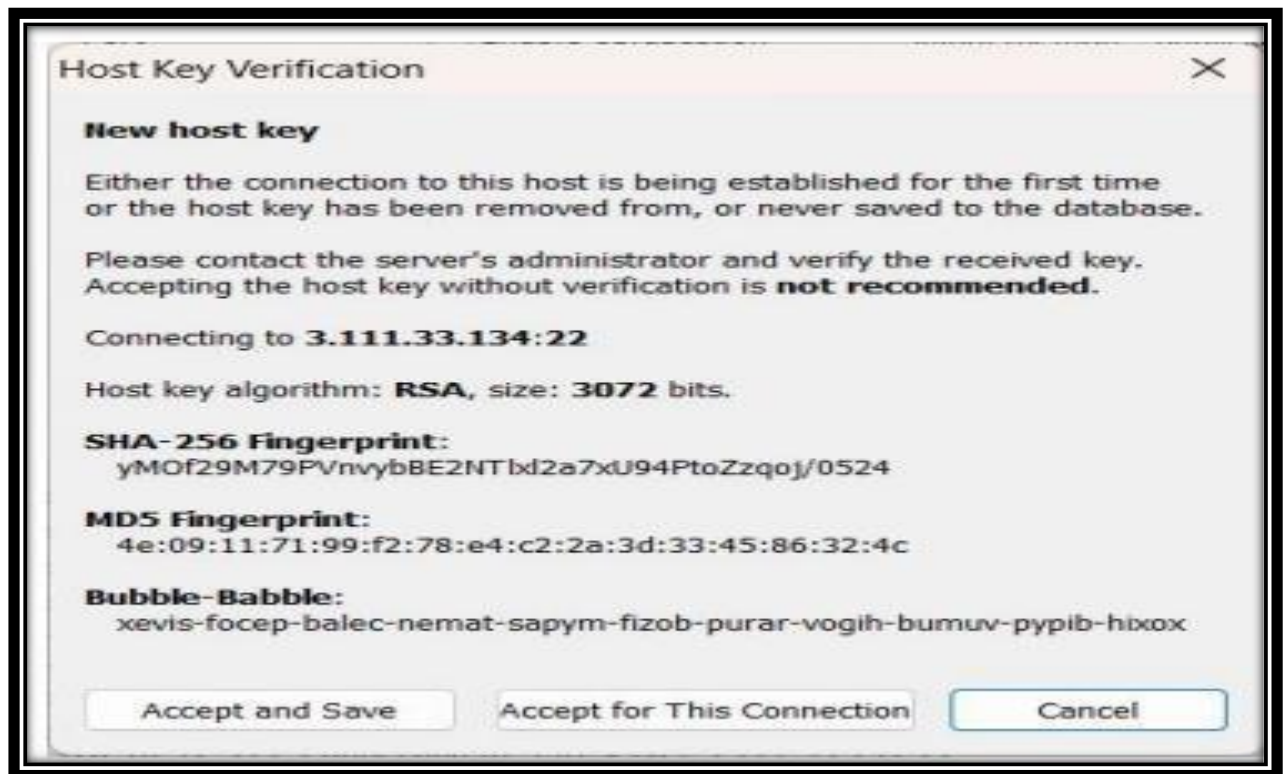 Host Key Verification
New host key
Either the connection to this host is being established for the first time
or the host key has been removed from, or never saved to the database.
Please contact the server's administrator and verify the received key.
Accepting the host key without verification is not recommended.
Connecting to 3.111.33.134:22
Host key algorithm: RSA, size: 3072 bits.
SHA-256 Fingerprint:
MD5 Fingerprint:
4e:09:11:71:99:f2:78:e4:c2:2a:3d:33:45:86:32:4c
Bubble-Babble:
xevis-focep-balec-nemat-sapym-fizob-purar-vogih-bumuv-pypib-hixox
Accept and Save
Accept for This Connection
Cancel